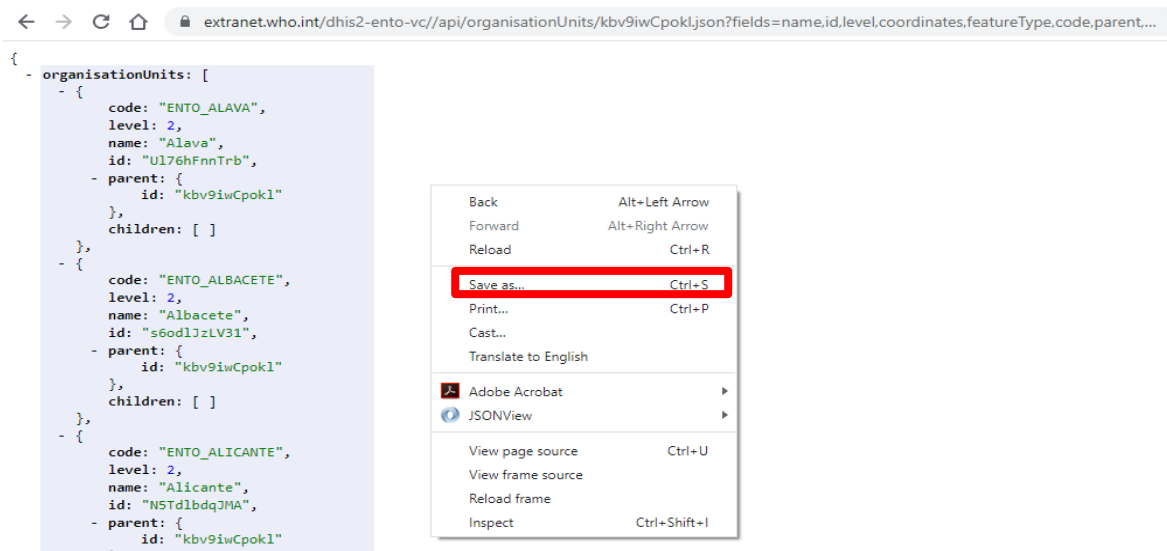 extranet.who.int/dhis2-ento-vc//api/organisationUnits/kbv9iwCpokl.json?fields=name,id,level,coordinates,featureType,code,parent,...
{
- organisationUnits: [
- {
code: "ENTO_ALAVA",
level: 2,
name: "Alava",
id: "Ul76hFnnTrb",
- parent: {
id: "kbv9iwCpokl"
},
children: [ ]
},
- {
code: "ENTO_ALBACETE",
level: 2,
name: "Albacete",
id: "s6odlJzLV31",
- parent: {
id: "kbv9iwCpokl"
},
children: [ ]
},
- {
code: "ENTO_ALICANTE",
level: 2,
name: "Alicante",
id: "N5TdlbdqJMA",
- parent: {
id: "kbv9iwCpokl"
Back Alt+Left Arrow
Forward Alt+Right Arrow
Reload Ctrl+R
Save as... Ctrl+S
Print... Ctrl+P
Cast...
Translate to English
Adobe Acrobat
JSONView
View page source Ctrl+U
View frame source
Reload frame
Inspect Ctrl+Shift+I